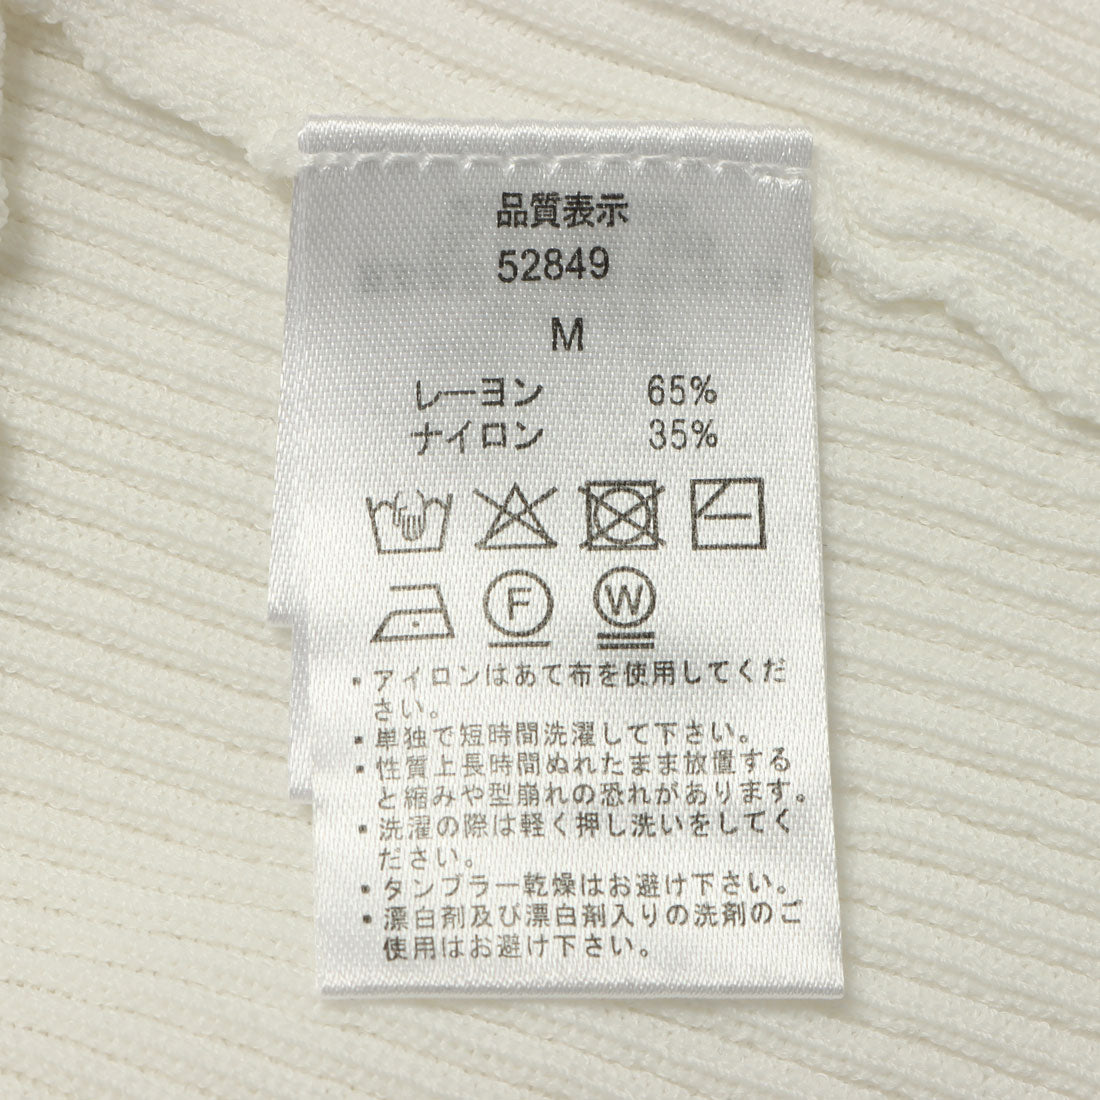 品質表示
52849
M
レーヨン 65%
ナイロン 35%
F W
・アイロンはあて布を使用してくだ
さい。
・単独で短時間洗濯して下さい。
・性質上長時間ぬれたまま放置する
と縮みや型崩れの恐れがあります。
・洗濯の際は軽く押し洗いをしてく
ださい。
・タンブラー乾燥はお避け下さい。
・漂白剤及び漂白剤入りの洗剤のご
使用はお避け下さい。